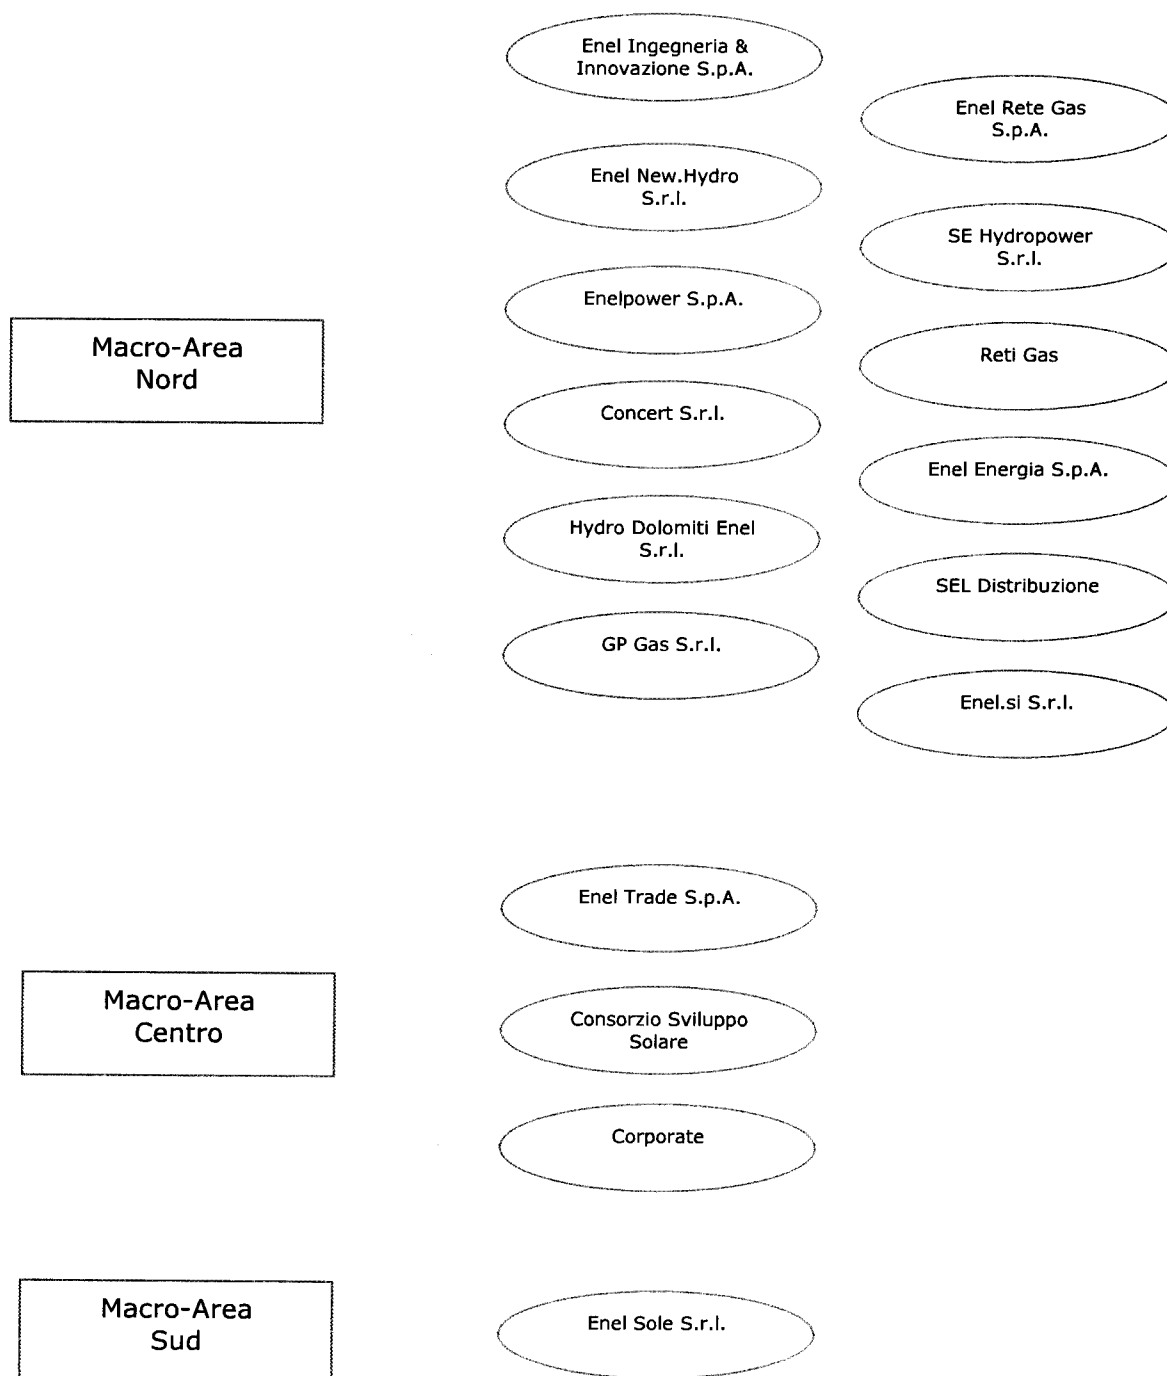 Enel Ingegneria &
Innovazione S.p.A.
Enel Rete Gas
S.p.A.
Enel New.Hydro
S.r.l.
SE Hydropower
S.r.l.
Enelpower S.p.A.
Macro-Area
Nord
Reti Gas
Concert S.r.l.
Enel Energia S.p.A.
Hydro Dolomiti Enel
S.r.l.
SEL Distribuzione
GP Gas S.r.l.
Enel.si S.r.l.
Enel Trade S.p.A.
Macro-Area
Centro
Consorzio Sviluppo
Solare
Corporate
Macro-Area
Sud
Enel Sole S.r.l.